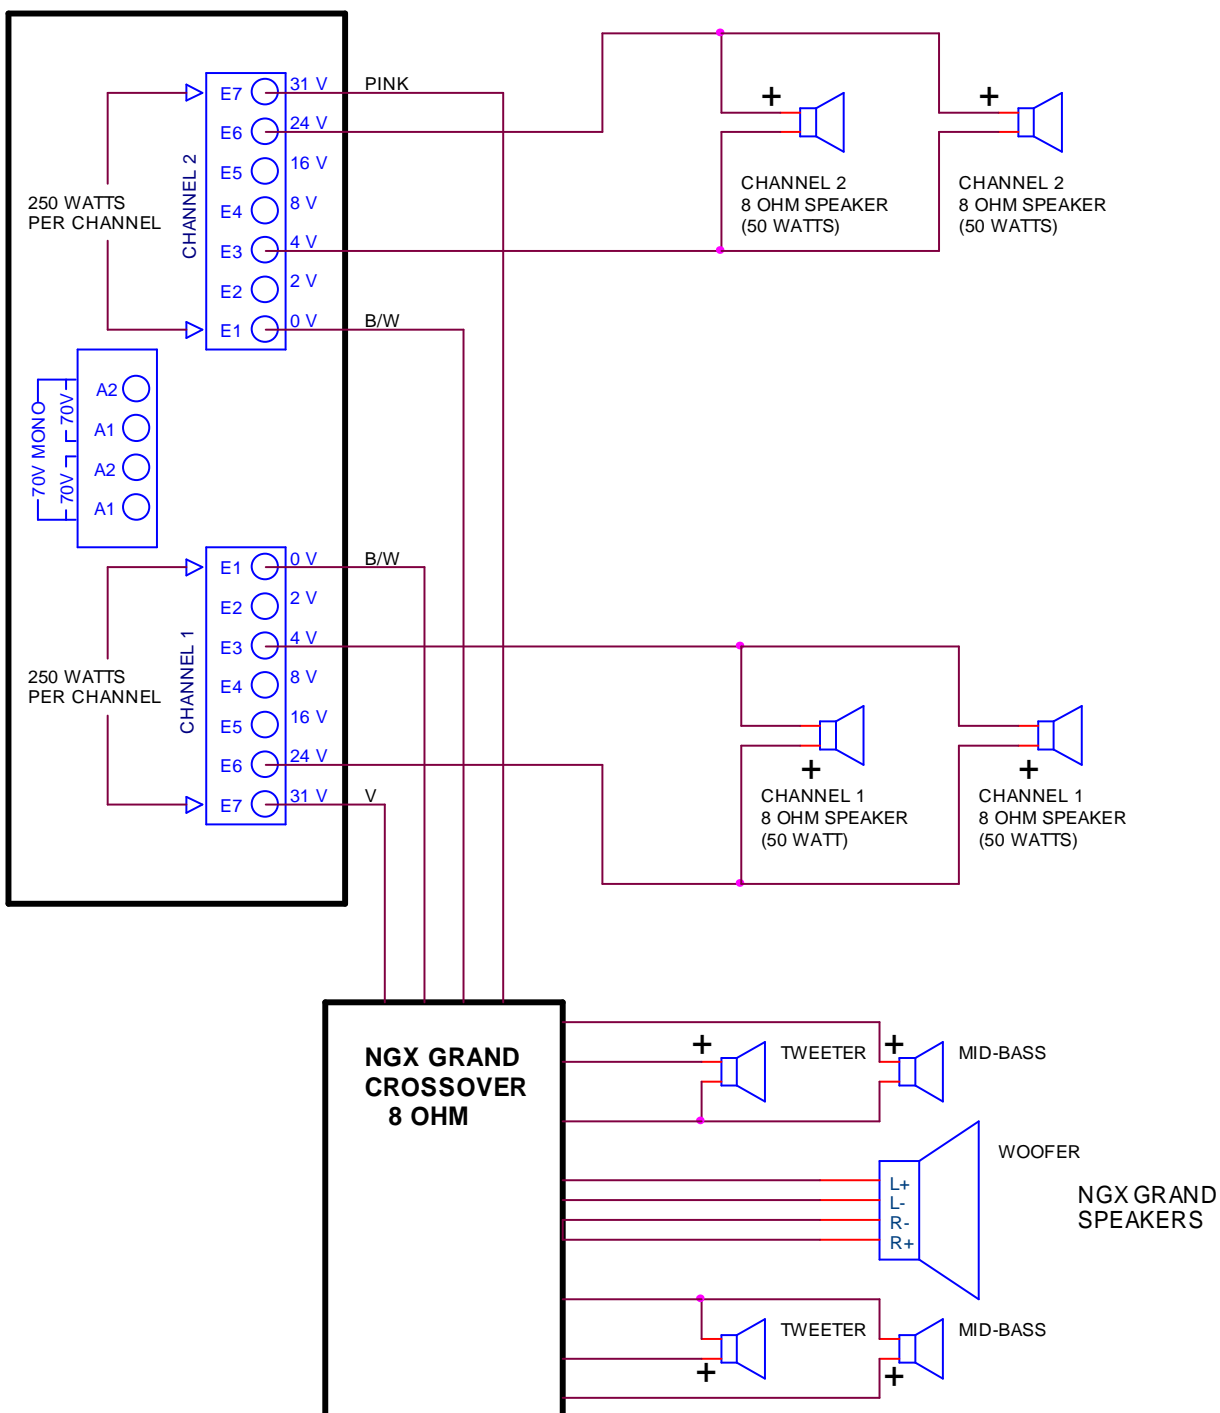 E7
31 V
PINK
E6
24 V
E5
16 V
E4
8 V
E3
4 V
E2
2 V
E1
0 V
B/W
CHANNEL 2
250 WATTS
PER CHANNEL
+
CHANNEL 2
8 OHM SPEAKER
(50 WATTS)
+
CHANNEL 2
8 OHM SPEAKER
(50 WATTS)
70V MONO
70V
70V
A2
A1
A2
A1
E1
0 V
B/W
E2
2 V
E3
4 V
E4
8 V
E5
16 V
E6
24 V
E7
31 V
V
CHANNEL 1
250 WATTS
PER CHANNEL
+
CHANNEL 1
8 OHM SPEAKER
(50 WATT)
+
CHANNEL 1
8 OHM SPEAKER
(50 WATTS)
NGX GRAND
CROSSOVER
8 OHM
+
TWEETER
+
MID-BASS
WOOFER
L+
L-
R-
R+
NGX GRAND
SPEAKERS
TWEETER
+
MID-BASS
+